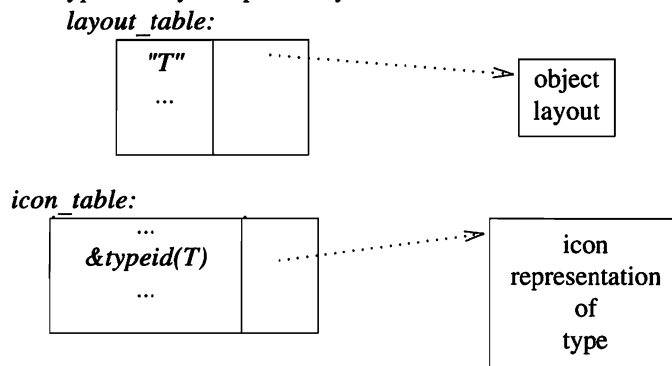 layout_table:
"T"
...
object
layout
icon_table:
...
&typeid(T)
...
icon
representation
of
type